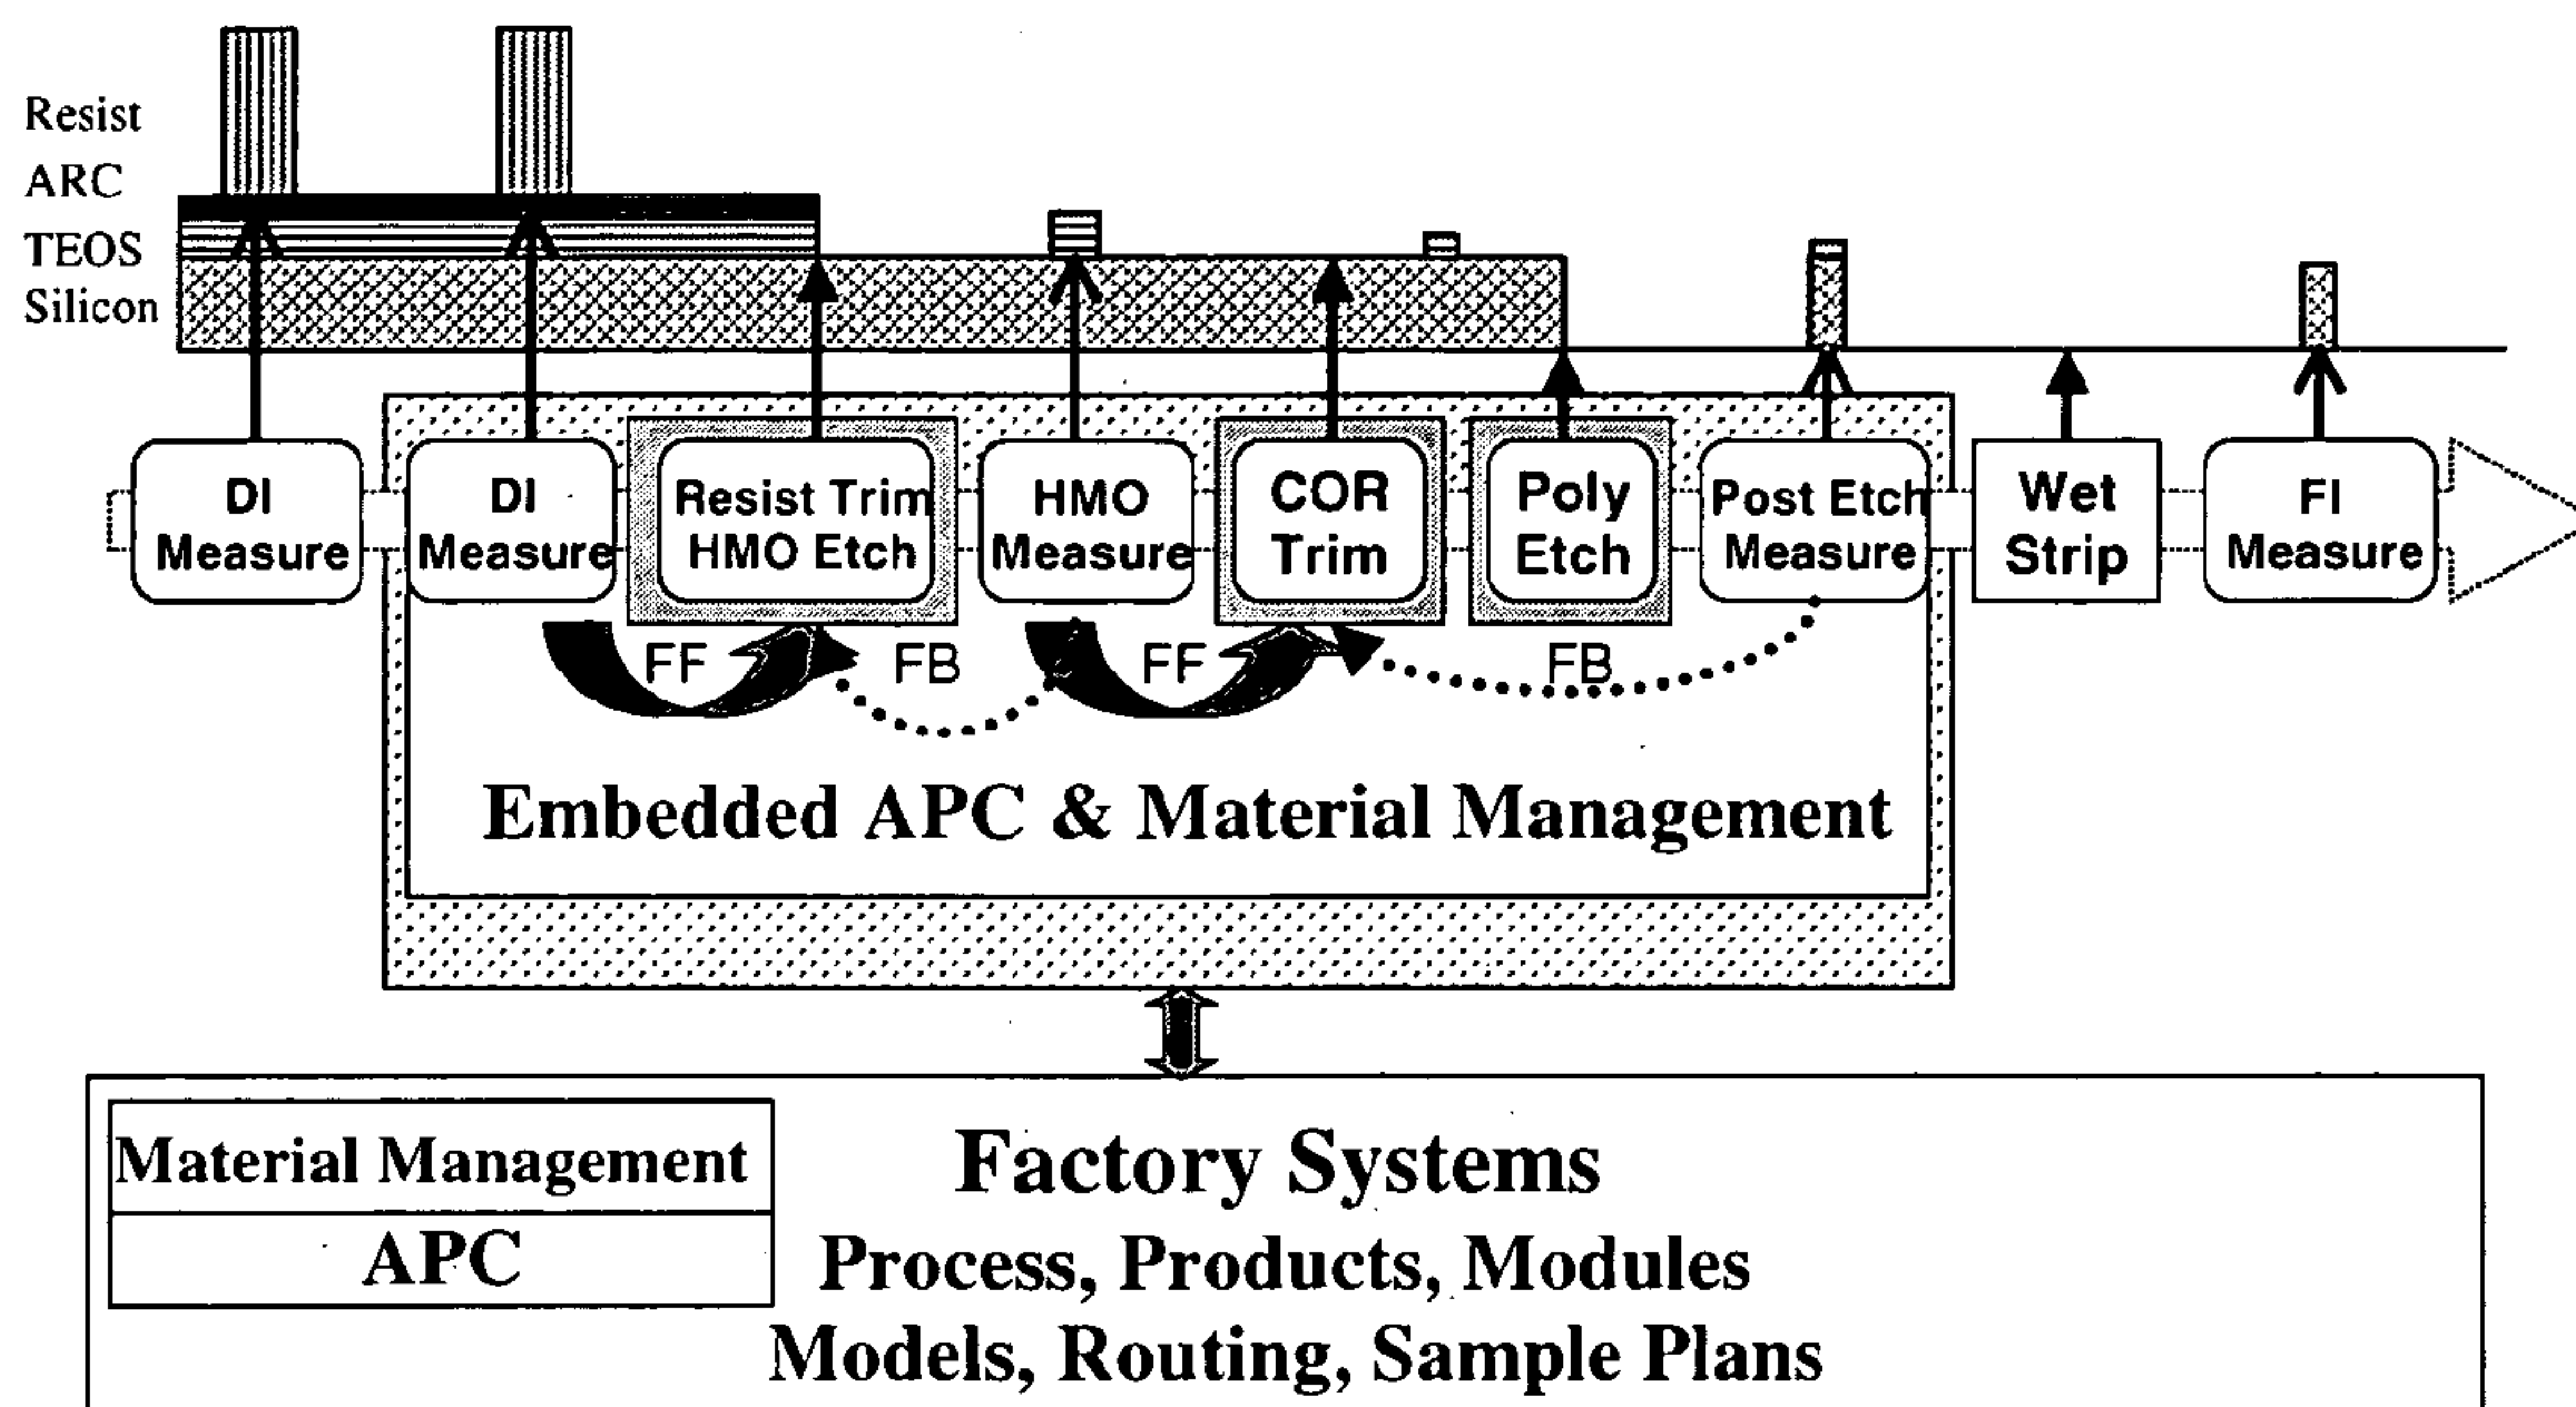 Resist
ARC
TEOS
Silicon
DI
Measure
DI
Measure
Resist Trim
HMO Etch
HMO
Measure
COR
Trim
Poly
Etch
Post Etch
Measure
Wet
Strip
FI
Measure
FF
FB
FF
FB
Embedded APC & Material Management
Material Management
APC
Factory Systems
Process, Products, Modules
Models, Routing, Sample Plans